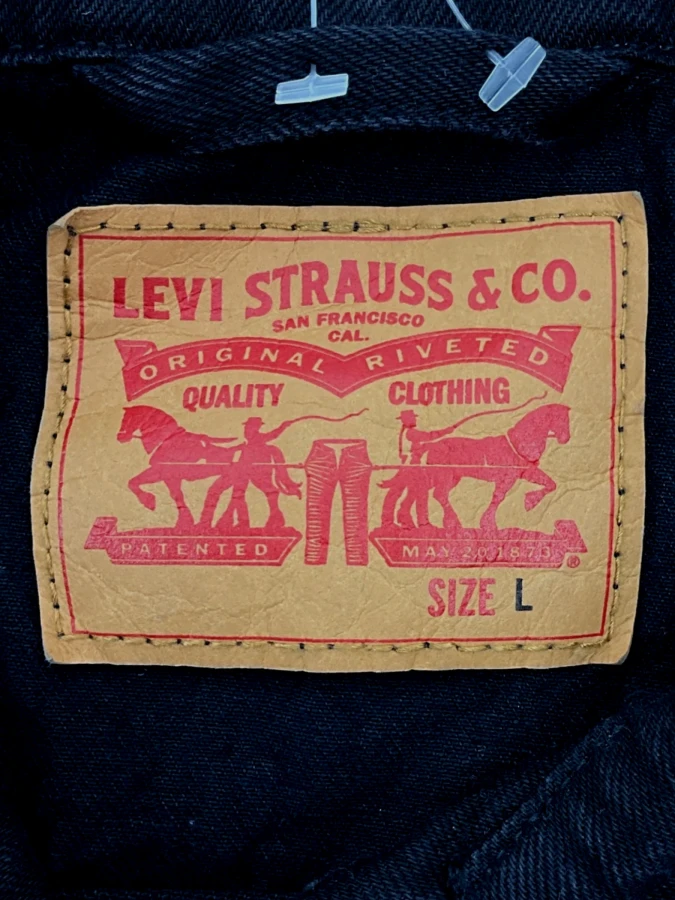 LEVI STRAUSS & CO.
SAN FRANCISCO
CAL.
ORIGINAL RIVETED
QUALITY CLOTHING
PATENTED MAY 20 1873 ®
SIZE L